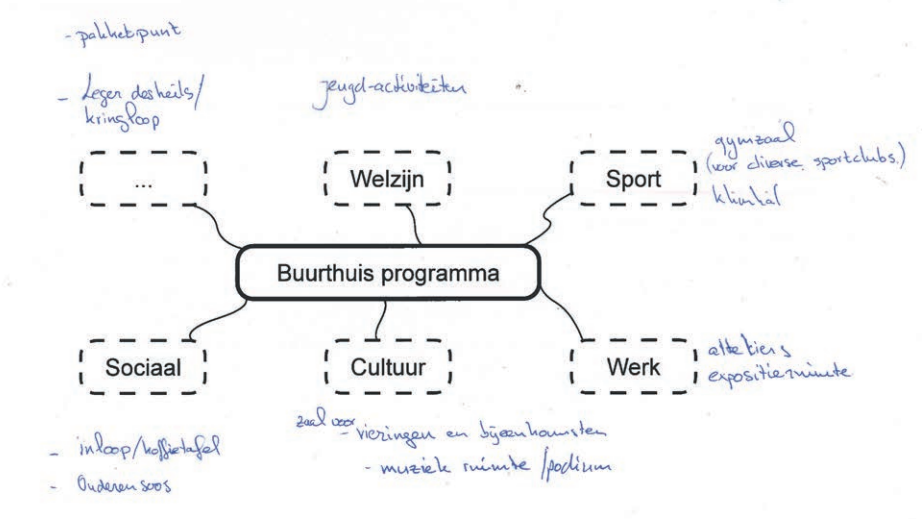 - pakketpunt
- Leger des heils/
kringloop
jeugd-activiteiten
gymzaal
(voor diverse sportclubs.)
klimhal
...
Welzijn
Sport
Buurthuis programma
Sociaal
Cultuur
Werk
atteliers
expositieruimte
zaal voor
- vieringen en bijeenkomsten
- muziek ruimte /podium
- inloop/koffietafel
- Ouderensoos